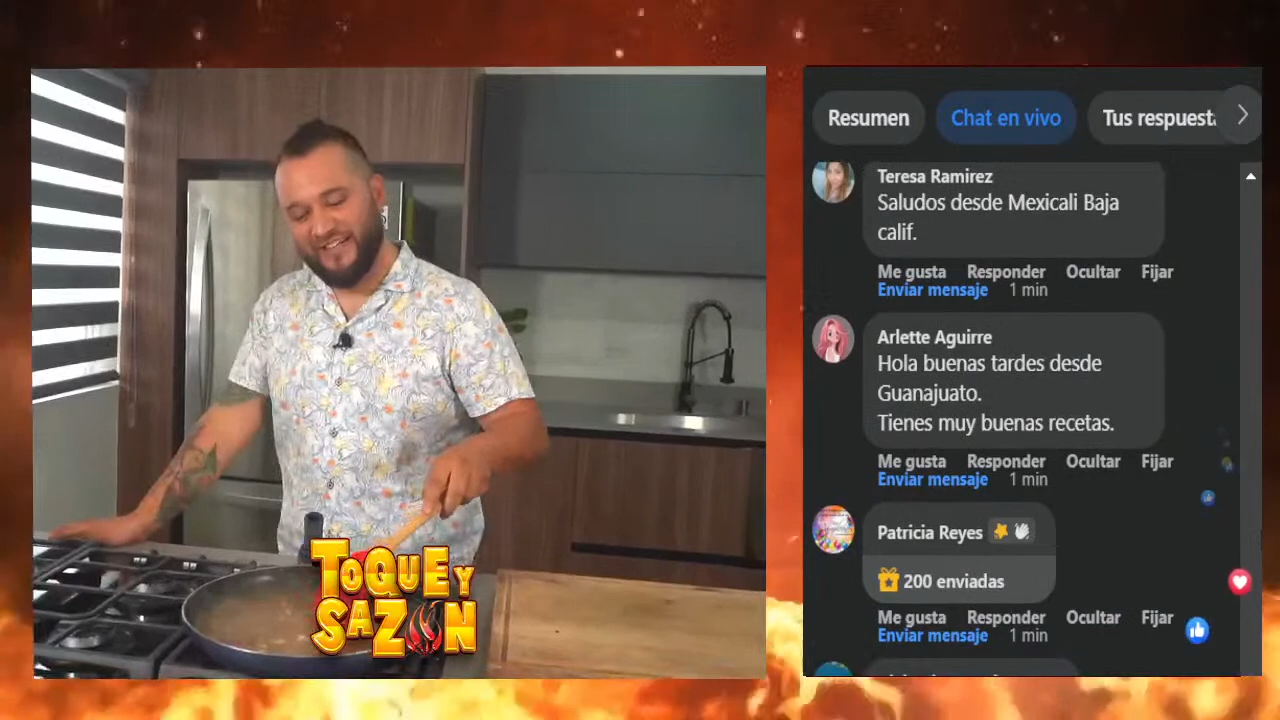 TOQUE Y
SAZÓN
Resumen
Chat en vivo
Tus respuest
Teresa Ramirez
Saludos desde Mexicali Baja
calif.
Me gusta Responder Ocultar Fijar
Enviar mensaje 1 min
Arlette Aguirre
Hola buenas tardes desde
Guanajuato.
Tienes muy buenas recetas.
Me gusta Responder Ocultar Fijar
Enviar mensaje 1 min
Patricia Reyes
200 enviadas
Me gusta Responder Ocultar Fijar
Enviar mensaje 1 min